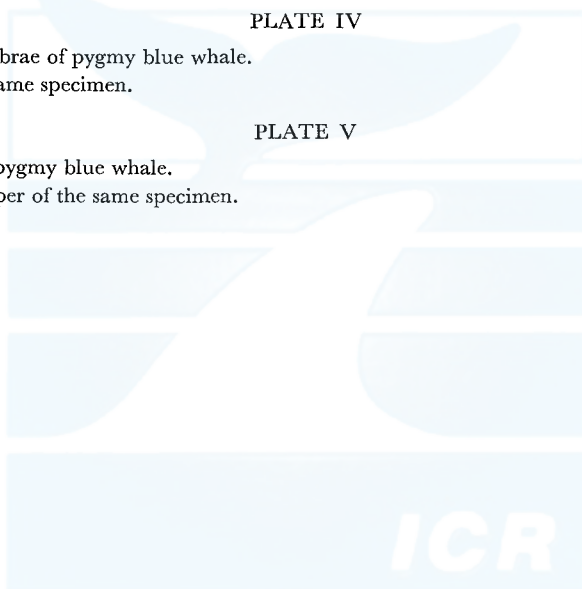 PLATE IV
brae of pygmy blue whale.
ame specimen.
PLATE V
pygmy blue whale.
ber of the same specimen.
ICR